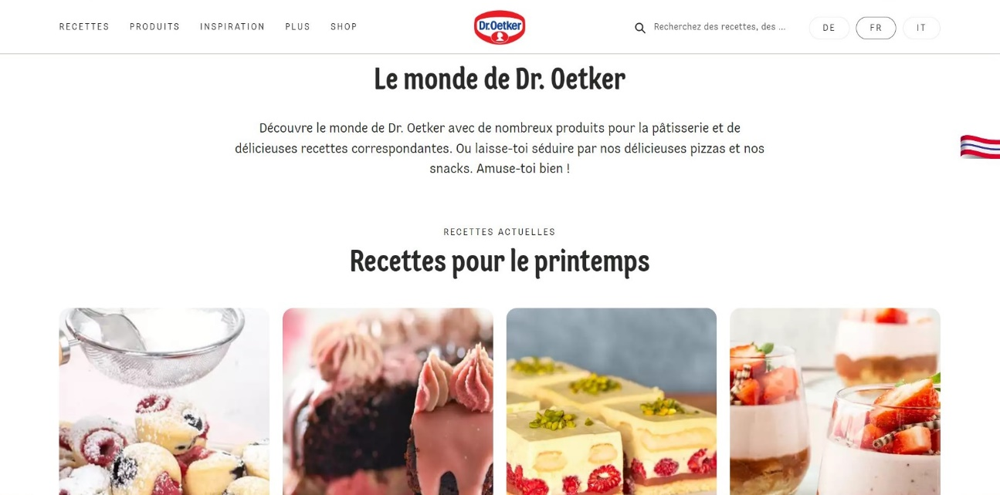 RECETTES
PRODUITS
INSPIRATION
PLUS
SHOP
Dr.Oetker
Recherchez des recettes, des ...
DE
FR
IT
Le monde de Dr. Oetker
Découvre le monde de Dr. Oetker avec de nombreux produits pour la pâtisserie et de
délicieuses recettes correspondantes. Ou laisse-toi séduire par nos délicieuses pizzas et nos
snacks. Amuse-toi bien !
RECETTES ACTUELLES
Recettes pour le printemps